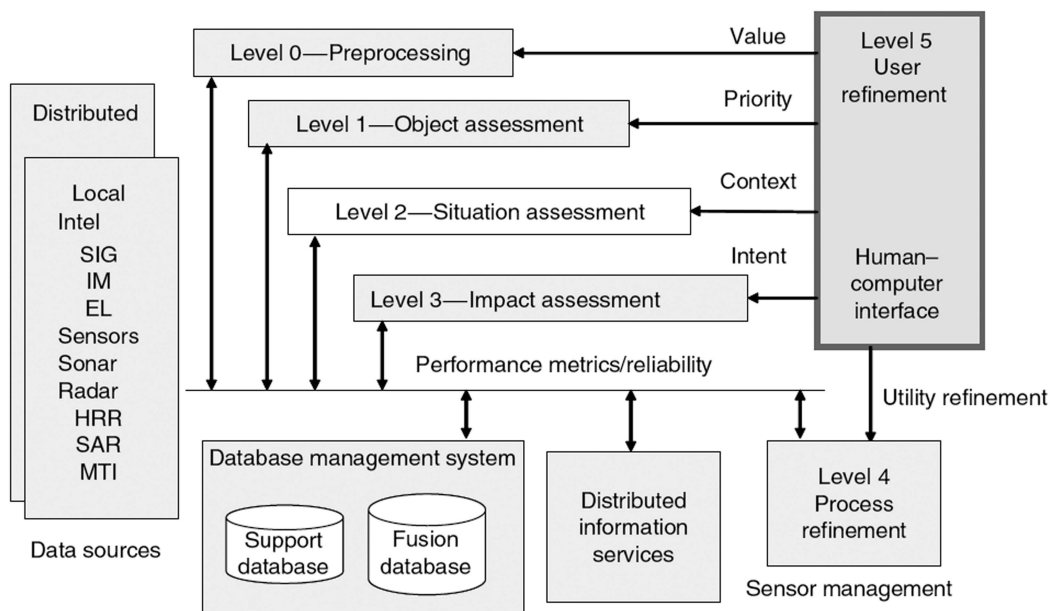 Level 0—Preprocessing
Value
Level 5
User
refinement
Distributed
Level 1—Object assessment
Priority
Local
Intel
SIG
IM
EL
Sensors
Sonar
Radar
HRR
SAR
MTI
Data sources
Level 2—Situation assessment
Context
Level 3—Impact assessment
Intent
Human–
computer
interface
Performance metrics/reliability
Utility refinement
Database management system
Support
database
Fusion
database
Distributed
information
services
Level 4
Process
refinement
Sensor management